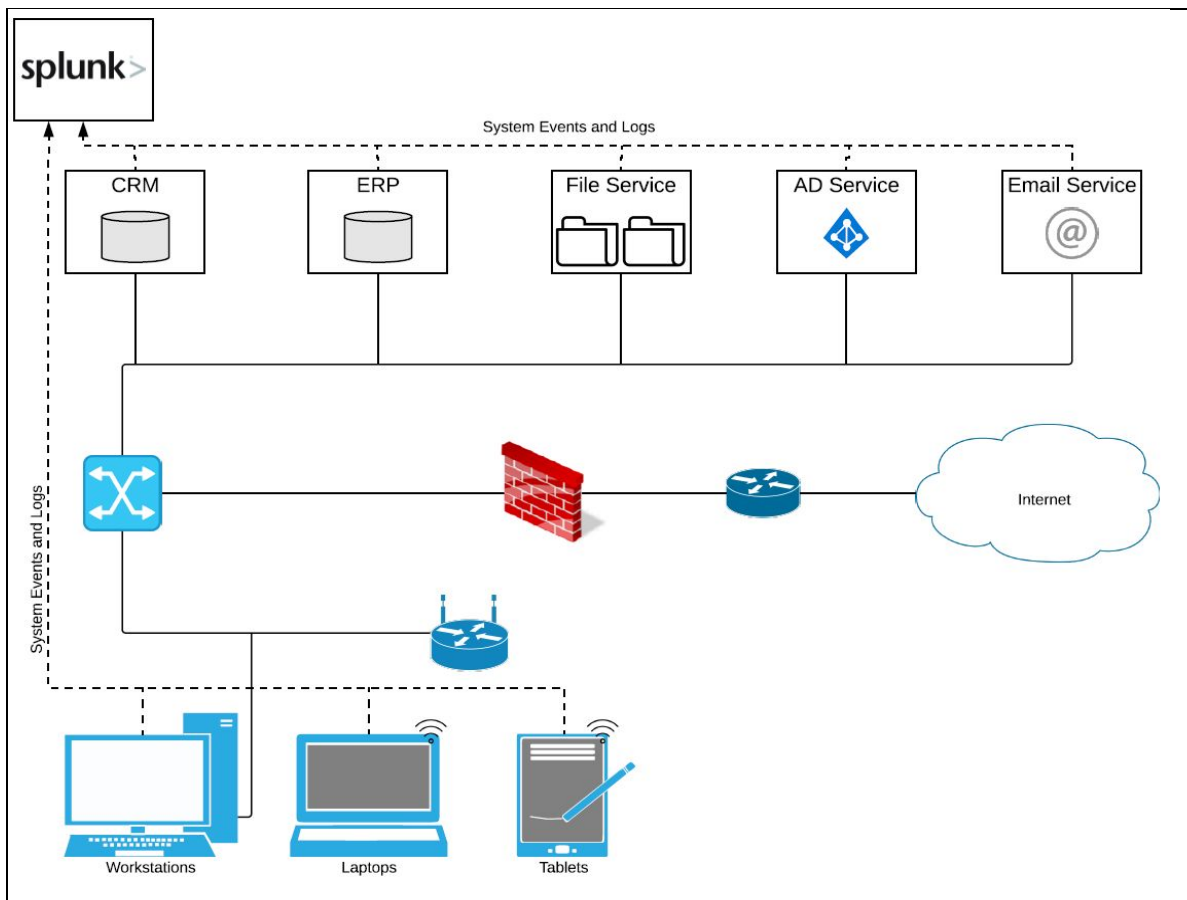 splunk>
System Events and Logs
CRM
ERP
File Service
AD Service
Email Service
@
Internet
System Events and Logs
Workstations
Laptops
Tablets